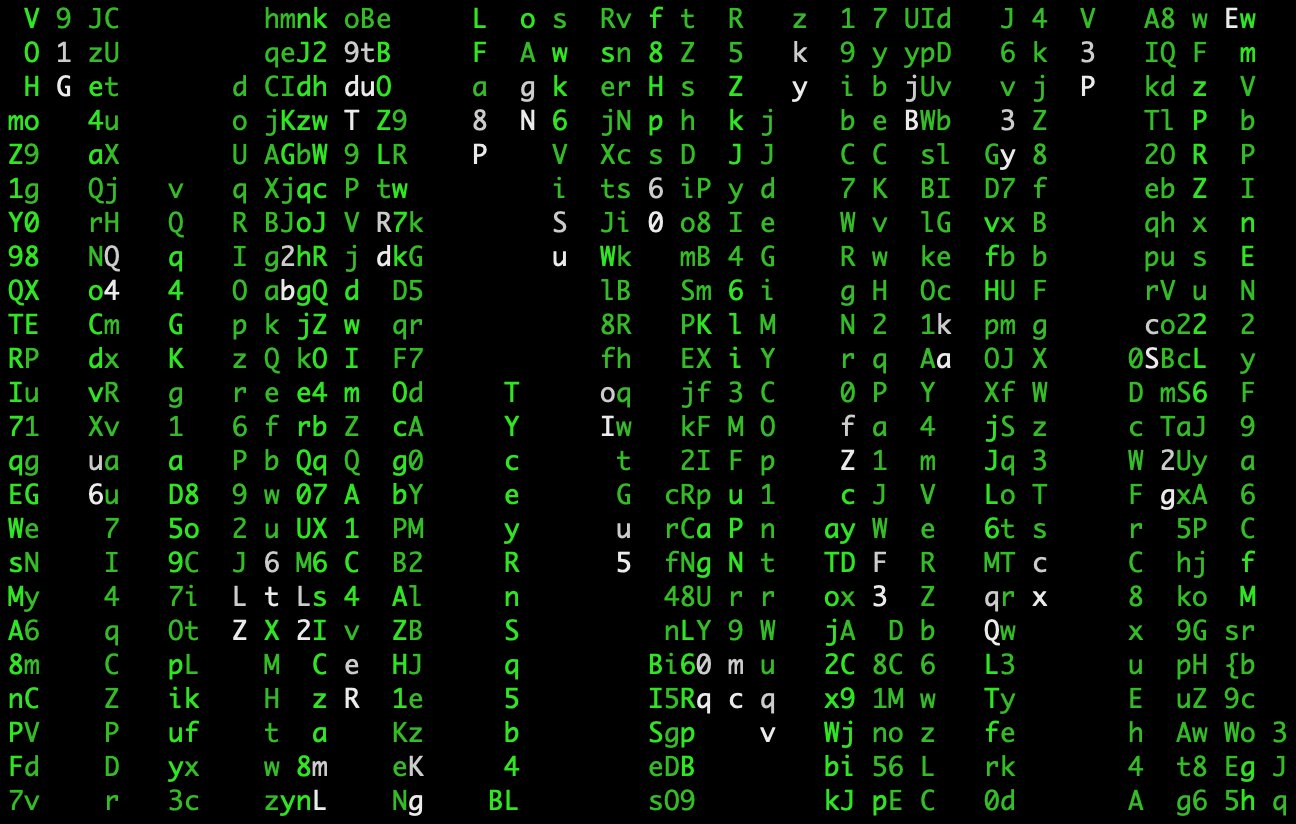 V 9 JC hmnk oBe L o s Rv f t R z 1 7 UId J 4 V A8 w Ew
O 1 zU qeJ2 9tB F A w sn 8 Z 5 k 9 y ypD 6 k 3 IQ F m
H G et d CIdh duO a g k er H s Z y i b jUv v j P kd z V
mo 4u o jKzw T Z9 8 N 6 jN p h k j b e BWb 3 Z Tl P b
Z9 aX U AGbW 9 LR P V Xc s D J J C C sl Gy 8 2O R P
1g Qj v q Xjqc P tw i ts 6 iP y d 7 K BI D7 f eb Z I
Y0 rH Q R BJoJ V R7k S Ji 0 o8 I e W v lG vx B qh x n
98 NQ q I g2hR j dkG u Wk mB 4 G R w ke fb b pu s E
QX o4 4 O abgQ d D5 lB Sm 6 i g H Oc HU F rV u N
TE Cm G p k jZ w qr 8R PK l M N 2 1k pm g co22 2
RP dx K z Q kO I F7 fh EX i Y r q Aa OJ X 0SBcL y
Iu vR g r e e4 m Od T oq jf 3 C 0 P Y Xf W D mS6 F
71 Xv 1 6 f rb Z cA Y Iw kF M O f a 4 jS z c TaJ 9
qg ua a P b Qq Q g0 c t 2I F p Z 1 m Jq 3 W 2Uy a
EG 6u D8 9 w 07 A bY e G cRp u 1 c J V Lo T F gxA 6
We 7 5o 2 u UX 1 PM y u rCa P n ay W e 6t s r 5P C
sN I 9C J 6 M6 C B2 R 5 fNg N t TD F R MT c C hj f
My 4 7i L t Ls 4 Al n 48U r r ox 3 Z qr x 8 ko M
A6 q Ot Z X 2I v ZB S nLY 9 W jA D b Qw x 9G sr
8m C pL M C e HJ q Bi60 m u 2C 8C 6 L3 u pH {b
nC Z ik H z R 1e 5 I5Rq c q x9 1M w Ty E uZ 9c
PV P uf t a Kz b Sgp v Wj no z fe h Aw Wo 3
Fd D yx w 8m eK 4 eDB bi 56 L rk 4 t8 Eg J
7v r 3c zynL Ng BL sO9 kJ pE C 0d A g6 5h q